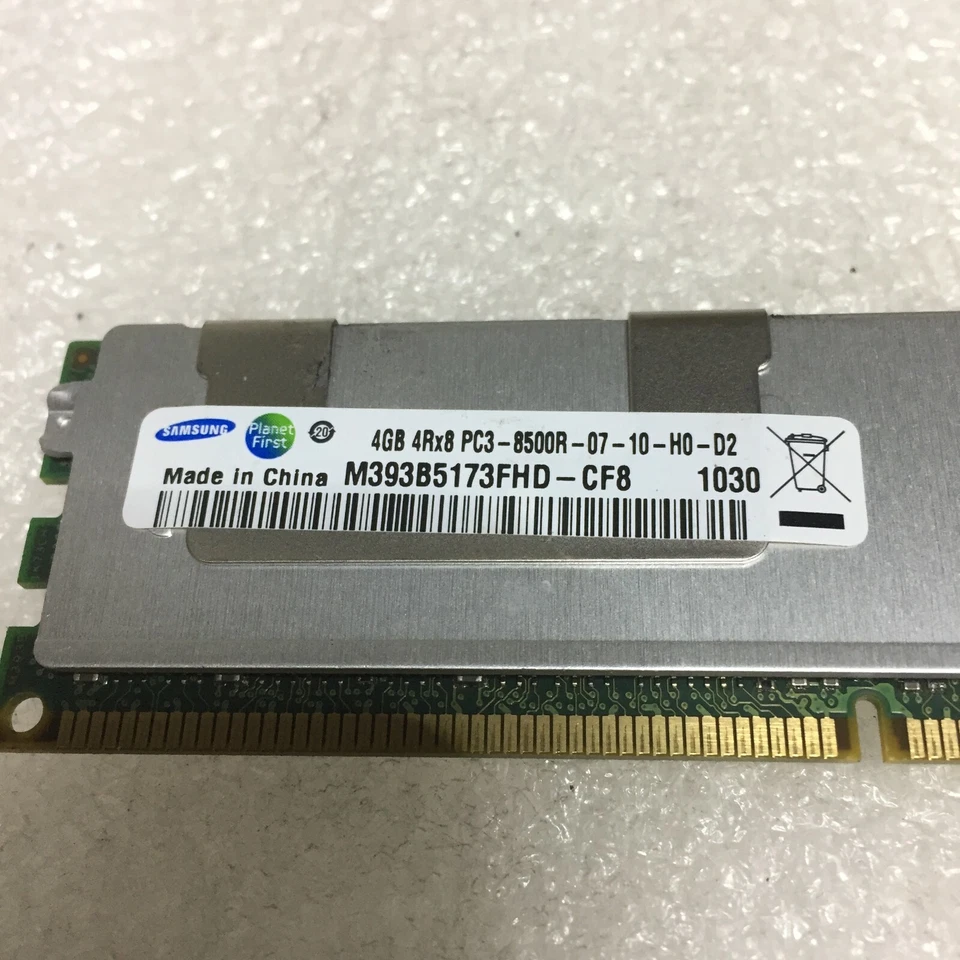 SAMSUNG Planet First 20 4GB 4Rx8 PC3-8500R-07-10-H0-D2
Made in China M393B5173FHD-CF8 1030